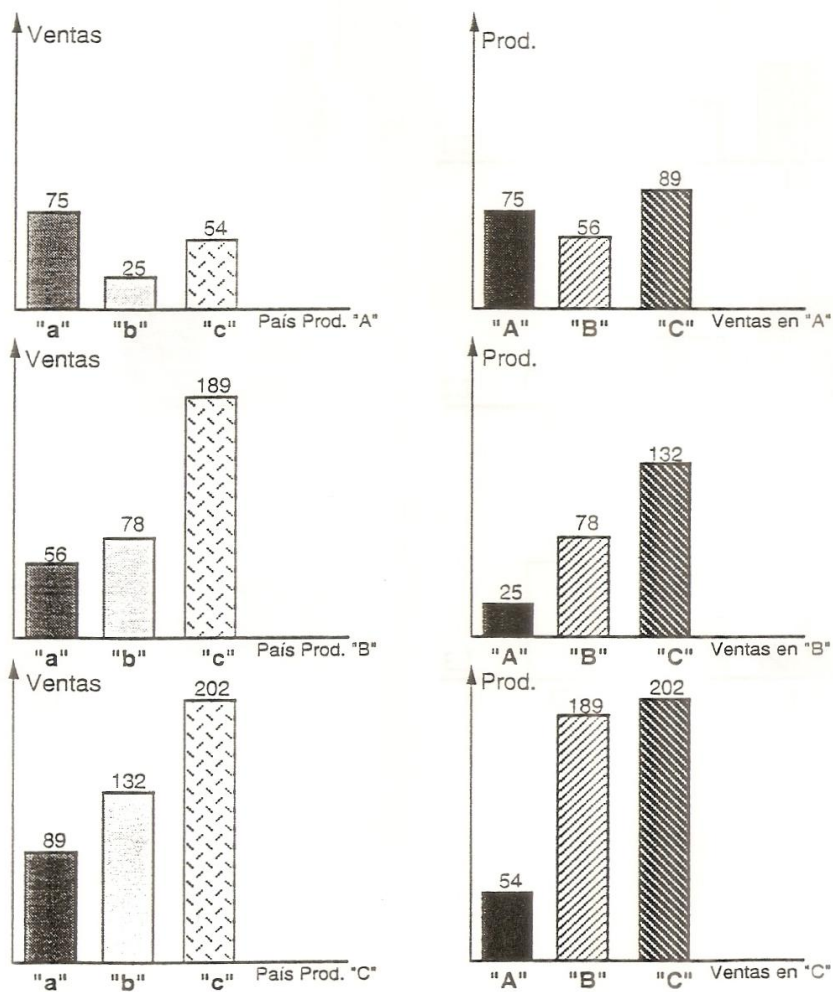 Ventas
75
25
54
"a" "b" "c" País Prod. "A"
Prod.
75
56
89
"A" "B" "C" Ventas en "A"
Ventas
56
78
189
"a" "b" "c" País Prod. "B"
Prod.
25
78
132
"A" "B" "C" Ventas en "B"
Ventas
89
132
202
"a" "b" "c" País Prod. "C"
Prod.
54
189
202
"A" "B" "C" Ventas en "C"